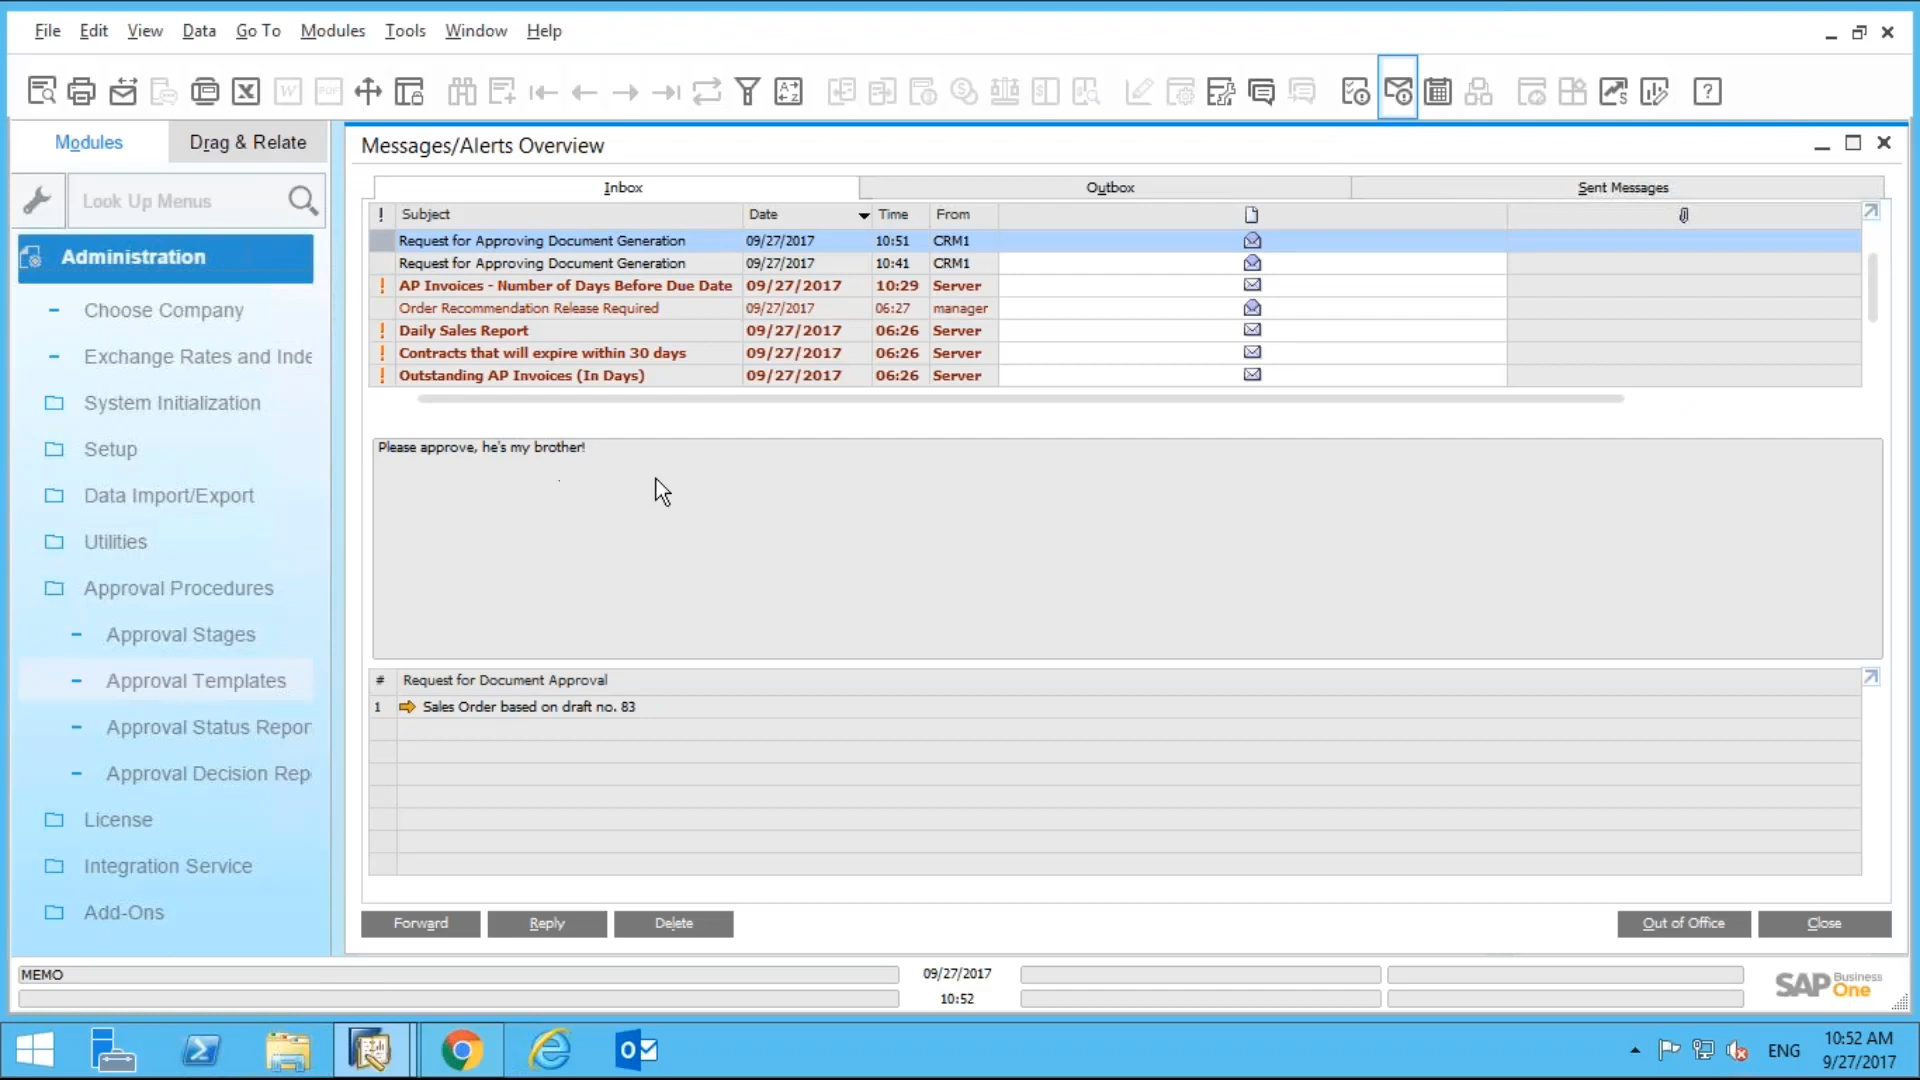 File Edit View Data Go To Modules Tools Window Help
Modules Drag & Relate
Look Up Menus
Administration
Choose Company
Exchange Rates and Inde
System Initialization
Setup
Data Import/Export
Utilities
Approval Procedures
Approval Stages
Approval Templates
Approval Status Repor
Approval Decision Rep
License
Integration Service
Add-Ons
Messages/Alerts Overview
Inbox Outbox Sent Messages
! Subject Date Time From
Request for Approving Document Generation 09/27/2017 10:51 CRM1
Request for Approving Document Generation 09/27/2017 10:41 CRM1
! AP Invoices - Number of Days Before Due Date 09/27/2017 10:29 Server
Order Recommendation Release Required 09/27/2017 06:27 manager
! Daily Sales Report 09/27/2017 06:26 Server
! Contracts that will expire within 30 days 09/27/2017 06:26 Server
! Outstanding AP Invoices (In Days) 09/27/2017 06:26 Server
Please approve, he's my brother!
# Request for Document Approval
1 Sales Order based on draft no. 83
Forward Reply Delete Out of Office Close
MEMO 09/27/2017
10:52
SAP Business One
ENG 10:52 AM
9/27/2017